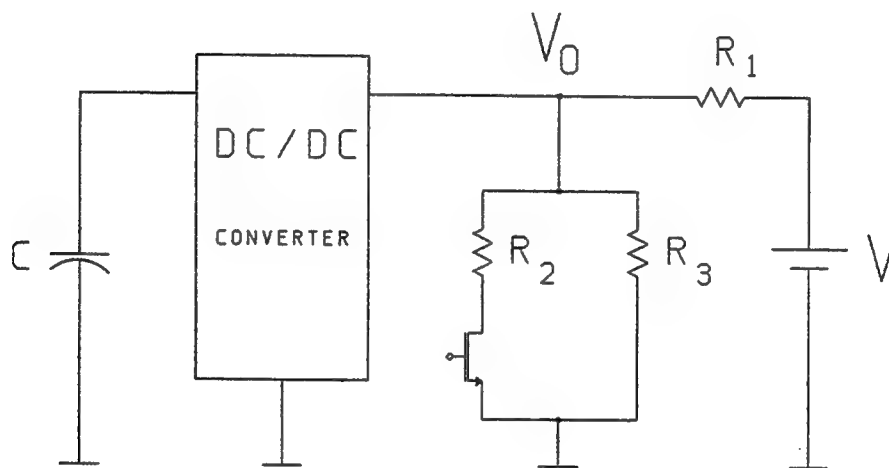 V0
R1
DC/DC
CONVERTER
C
R2
R3
V